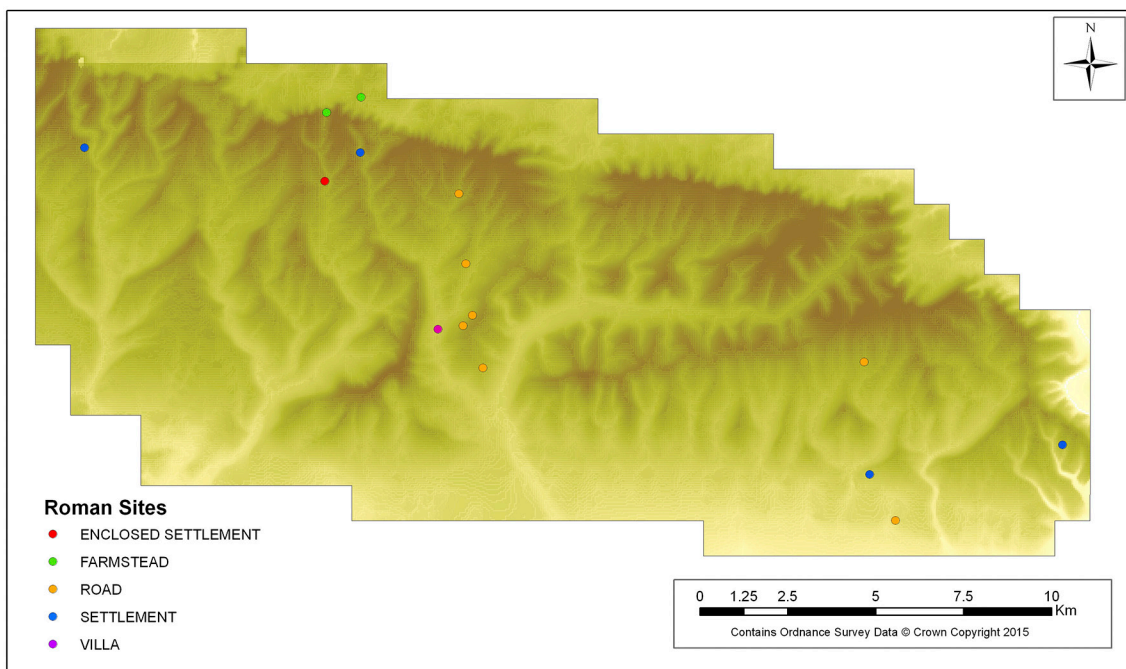 N
Roman Sites
ENCLOSED SETTLEMENT
FARMSTEAD
ROAD
SETTLEMENT
VILLA
0 1.25 2.5 5 7.5 10
Km
Contains Ordnance Survey Data © Crown Copyright 2015